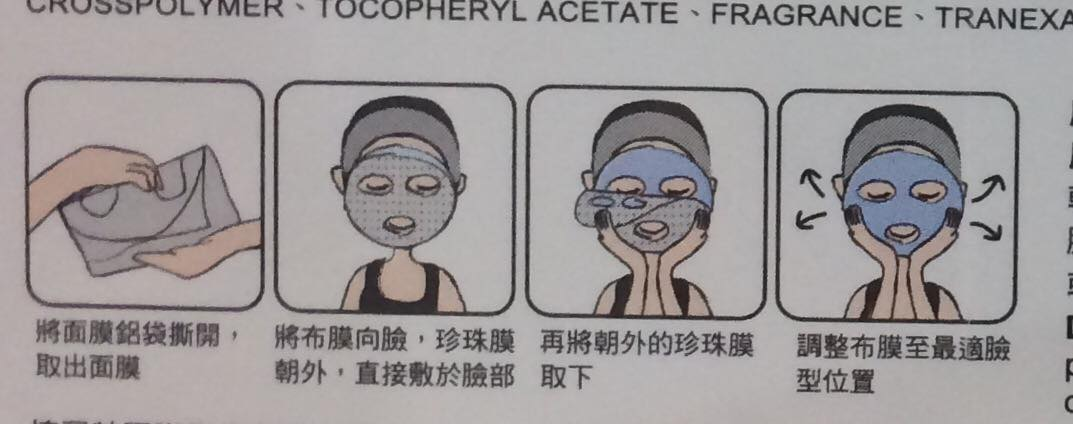 CROSSPOLYMER、TOCOPHERYL ACETATE、FRAGRANCE、TRANEXA
將面膜鋁袋撕開，
取出面膜
將布膜向臉，珍珠膜
朝外，直接敷於臉部
再將朝外的珍珠膜
取下
調整布膜至最適臉
型位置